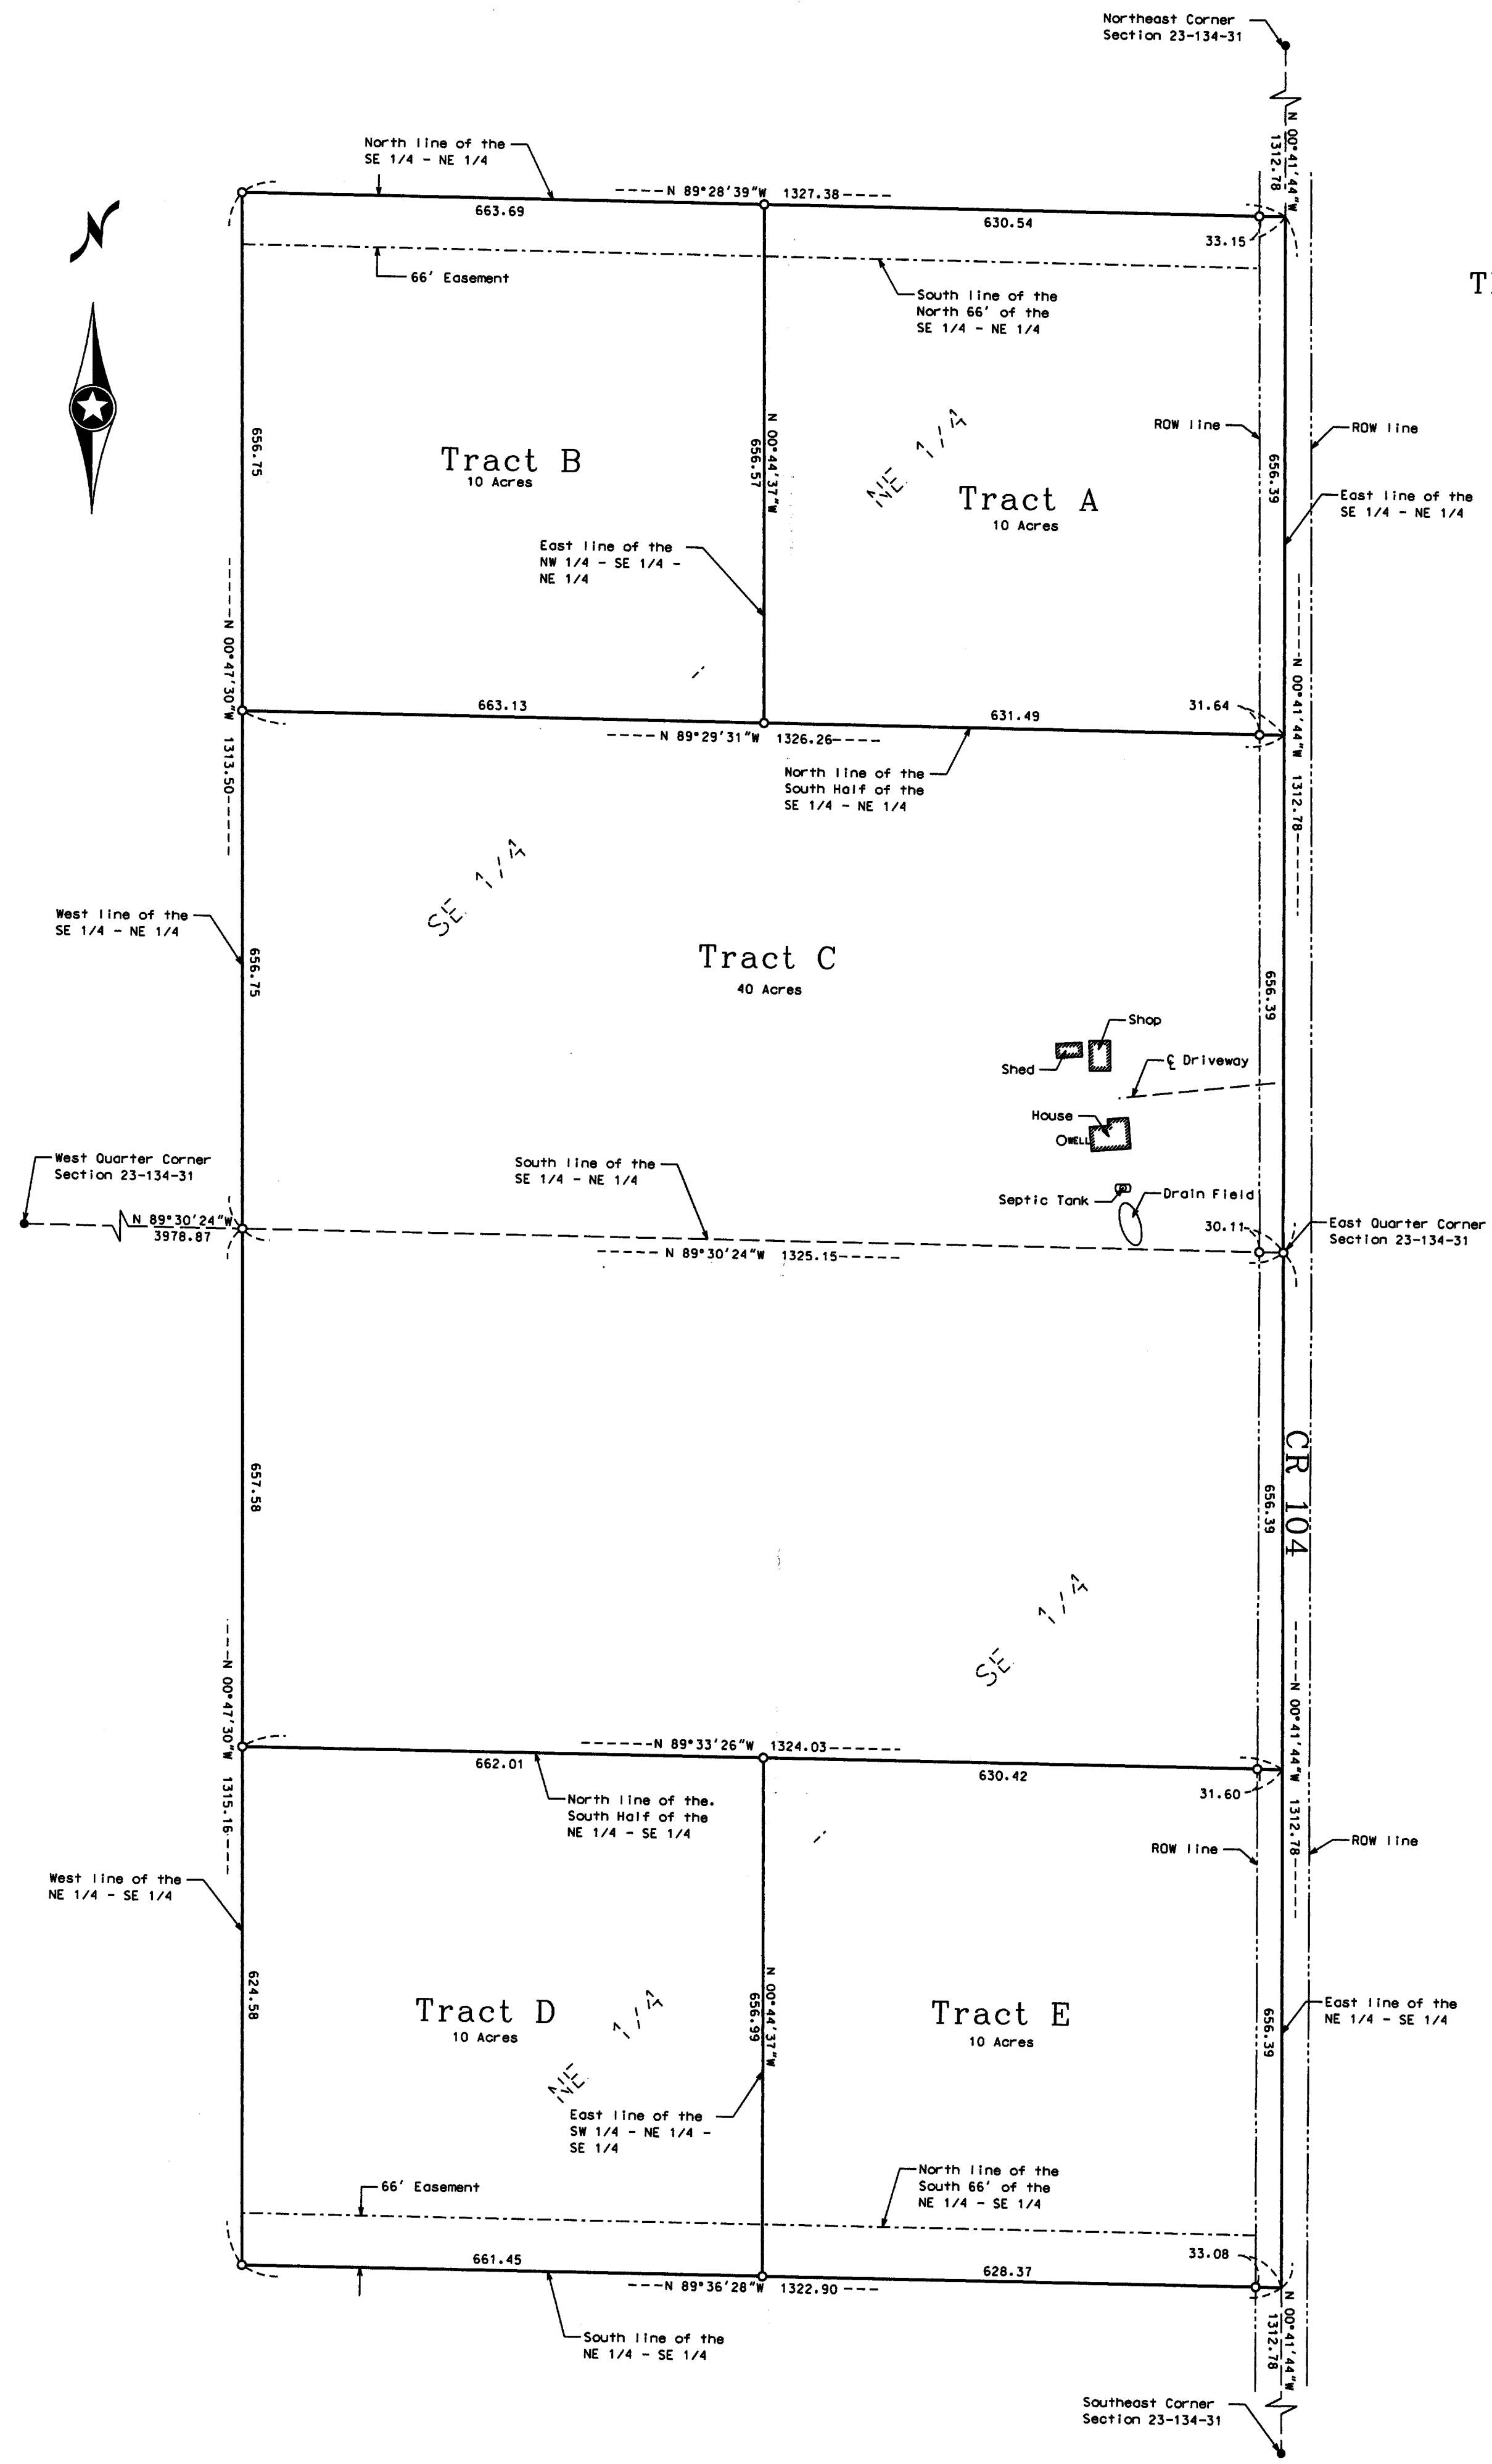 Northeast Corner
Section 23-134-31
N 00°41'44"W
1312.78
North line of the
SE 1/4 - NE 1/4
N 89°28'39"W 1327.38
663.69
630.54
33.15
N
66' Easement
South line of the
North 66' of the
SE 1/4 - NE 1/4
ROW line
ROW line
656.75
Tract B
10 Acres
N 00°44'37"W
656.57
NE 1/4
Tract A
10 Acres
656.39
East line of the
SE 1/4 - NE 1/4
East line of the
NW 1/4 - SE 1/4 -
NE 1/4
N 00°47'30"W 1313.50
N 00°41'44"W 1312.78
663.13
631.49
31.64
N 89°29'31"W 1326.26
North line of the
South Half of the
SE 1/4 - NE 1/4
SE 1/4
West line of the
SE 1/4 - NE 1/4
656.75
Tract C
40 Acres
656.39
Shop
Shed
℄ Driveway
House
WELL
West Quarter Corner
Section 23-134-31
South line of the
SE 1/4 - NE 1/4
Septic Tank
Drain Field
N 89°30'24"W
3978.87
30.11
East Quarter Corner
Section 23-134-31
N 89°30'24"W 1325.15
657.58
656.39
CR 104
SE 1/4
N 00°47'30"W 1315.16
N 00°41'44"W 1312.78
N 89°33'26"W 1324.03
662.01
630.42
31.60
North line of the.
South Half of the
NE 1/4 - SE 1/4
ROW line
ROW line
West line of the
NE 1/4 - SE 1/4
624.58
Tract D
10 Acres
NE 1/4
N 00°44'37"W
656.99
Tract E
10 Acres
656.39
East line of the
NE 1/4 - SE 1/4
East line of the
SW 1/4 - NE 1/4 -
SE 1/4
66' Easement
North line of the
South 66' of the
NE 1/4 - SE 1/4
661.45
628.37
33.08
N 89°36'28"W 1322.90
South line of the
NE 1/4 - SE 1/4
N 00°41'44"W
1312.78
Southeast Corner
Section 23-134-31